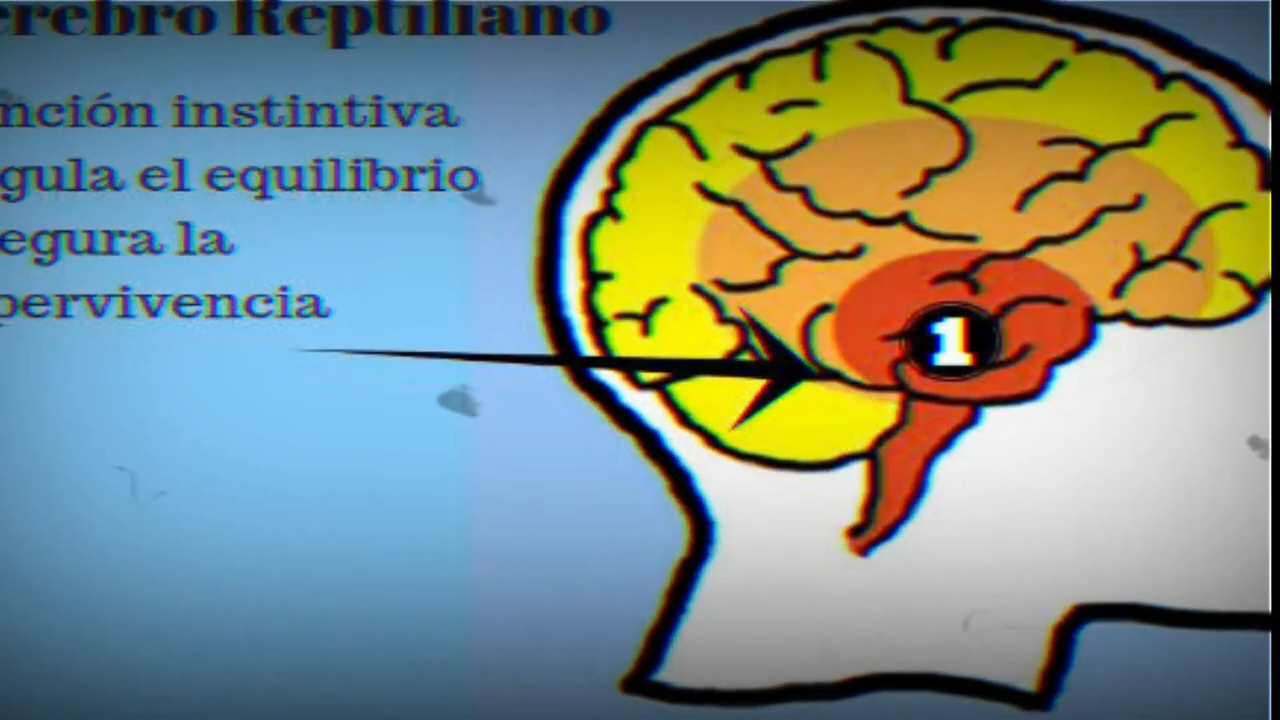 erebro Reptiliano
nción instintiva
gula el equilibrio
egura la
pervivencia
1